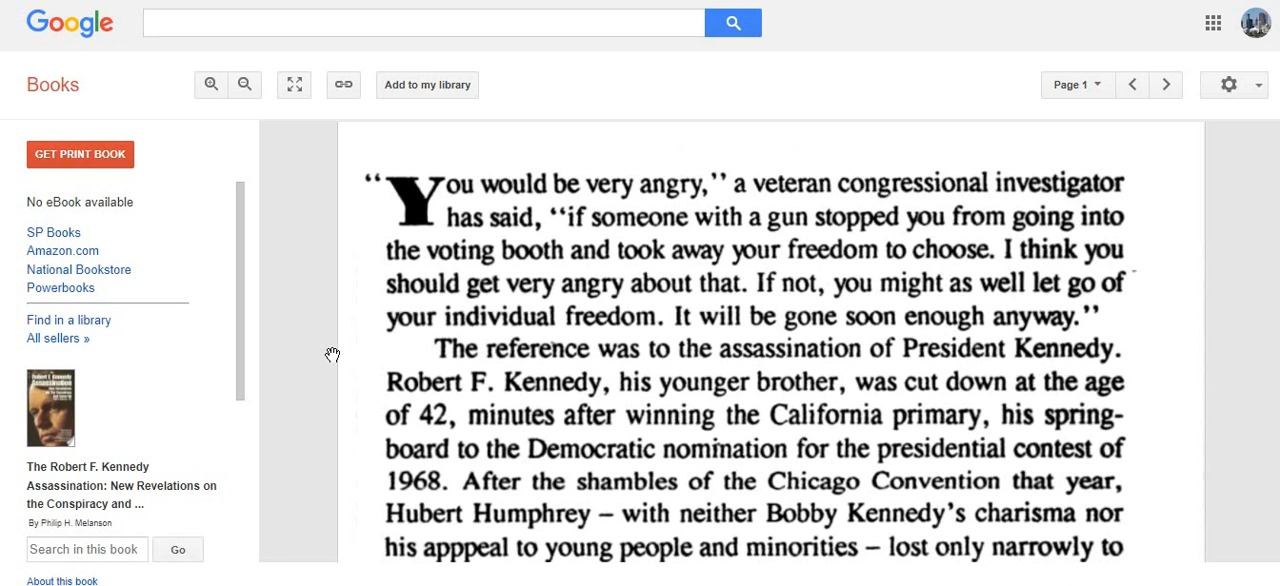 Google
Books
Add to my library
Page 1
GET PRINT BOOK
No eBook available
SP Books
Amazon.com
National Bookstore
Powerbooks
Find in a library
All sellers »
The Robert F. Kennedy
Assassination: New Revelations on
the Conspiracy and ...
By Philip H. Melanson
Search in this book
Go
About this book
“You would be very angry,’’ a veteran congressional investigator
has said, “if someone with a gun stopped you from going into
the voting booth and took away your freedom to choose. I think you
should get very angry about that. If not, you might as well let go of
your individual freedom. It will be gone soon enough anyway.’’
The reference was to the assassination of President Kennedy.
Robert F. Kennedy, his younger brother, was cut down at the age
of 42, minutes after winning the California primary, his spring-
board to the Democratic nomination for the presidential contest of
1968. After the shambles of the Chicago Convention that year,
Hubert Humphrey – with neither Bobby Kennedy’s charisma nor
his apppeal to young people and minorities – lost only narrowly to